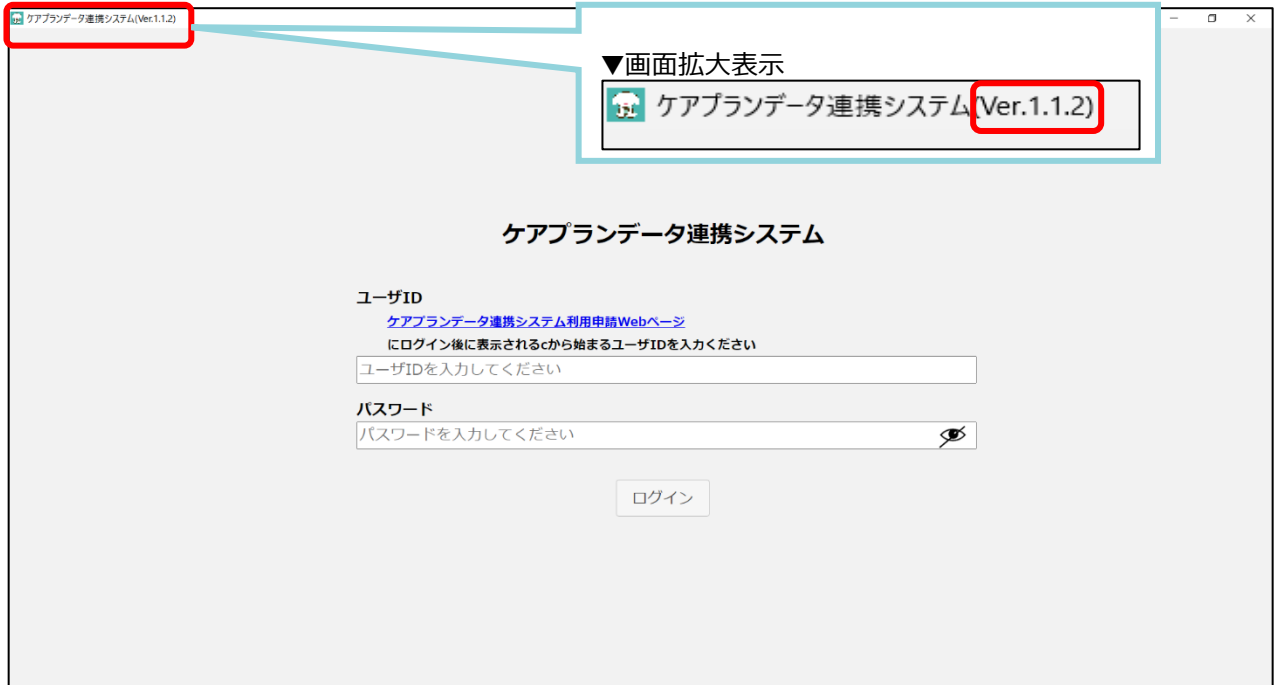 ケアプランデータ連携システム(Ver.1.1.2)
▼画面拡大表示
ケアプランデータ連携システム(Ver.1.1.2)
ケアプランデータ連携システム
ユーザID
ケアプランデータ連携システム利用申請Webページ
にログイン後に表示されるcから始まるユーザIDを入力ください
ユーザIDを入力してください
パスワード
パスワードを入力してください
ログイン